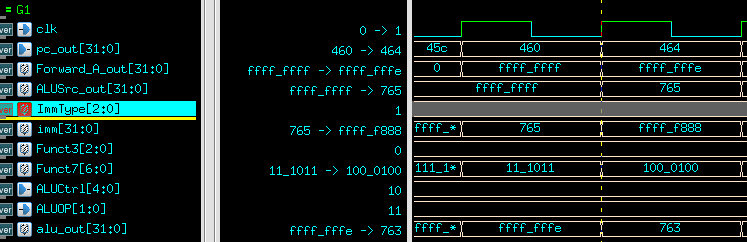 = G1
ver clk 0 -> 1
ver pc_out[31:0] 460 -> 464 45c 460 464
ver Forward_A_out[31:0] ffff_ffff -> ffff_fffe 0 ffff_ffff ffff_fffe
ver ALUSrc_out[31:0] ffff_ffff -> 765 ffff_ffff 765
ver ImmType[2:0] 1
ver imm[31:0] 765 -> ffff_f888 ffff_* 765 ffff_f888
ver Funct3[2:0] 0
ver Funct7[6:0] 11_1011 -> 100_0100 111_1* 11_1011 100_0100
ver ALUCtrl[4:0] 10
ver ALUOP[1:0] 11
ver alu_out[31:0] ffff_fffe -> 763 ffff_* ffff_fffe 763